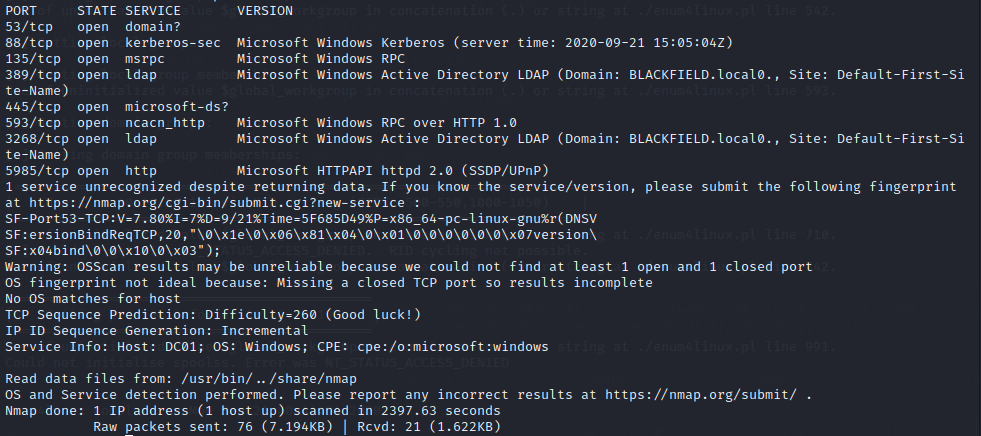 PORT     STATE SERVICE       VERSION
53/tcp   open  domain?
88/tcp   open  kerberos-sec  Microsoft Windows Kerberos (server time: 2020-09-21 15:05:04Z)
135/tcp  open  msrpc         Microsoft Windows RPC
389/tcp  open  ldap          Microsoft Windows Active Directory LDAP (Domain: BLACKFIELD.local0., Site: Default-First-Si
te-Name)
445/tcp  open  microsoft-ds?
593/tcp  open  ncacn_http    Microsoft Windows RPC over HTTP 1.0
3268/tcp open  ldap          Microsoft Windows Active Directory LDAP (Domain: BLACKFIELD.local0., Site: Default-First-Si
te-Name)
5985/tcp open  http          Microsoft HTTPAPI httpd 2.0 (SSDP/UPnP)
1 service unrecognized despite returning data. If you know the service/version, please submit the following fingerprint
at https://nmap.org/cgi-bin/submit.cgi?new-service :
SF-Port53-TCP:V=7.80%I=7%D=9/21%Time=5F685D49%P=x86_64-pc-linux-gnu%r(DNSV
SF:ersionBindReqTCP,20,"\0\x1e\0\x06\x81\x04\0\x01\0\0\0\0\0\0\x07version\
SF:x04bind\0\0\x10\0\x03");
Warning: OSScan results may be unreliable because we could not find at least 1 open and 1 closed port
OS fingerprint not ideal because: Missing a closed TCP port so results incomplete
No OS matches for host
TCP Sequence Prediction: Difficulty=260 (Good luck!)
IP ID Sequence Generation: Incremental
Service Info: Host: DC01; OS: Windows; CPE: cpe:/o:microsoft:windows
Could not initialise spoolss. Error was NT_STATUS_ACCESS_DENIED
Read data files from: /usr/bin/../share/nmap
OS and Service detection performed. Please report any incorrect results at https://nmap.org/submit/ .
Nmap done: 1 IP address (1 host up) scanned in 2397.63 seconds
           Raw packets sent: 76 (7.194KB) | Rcvd: 21 (1.622KB)